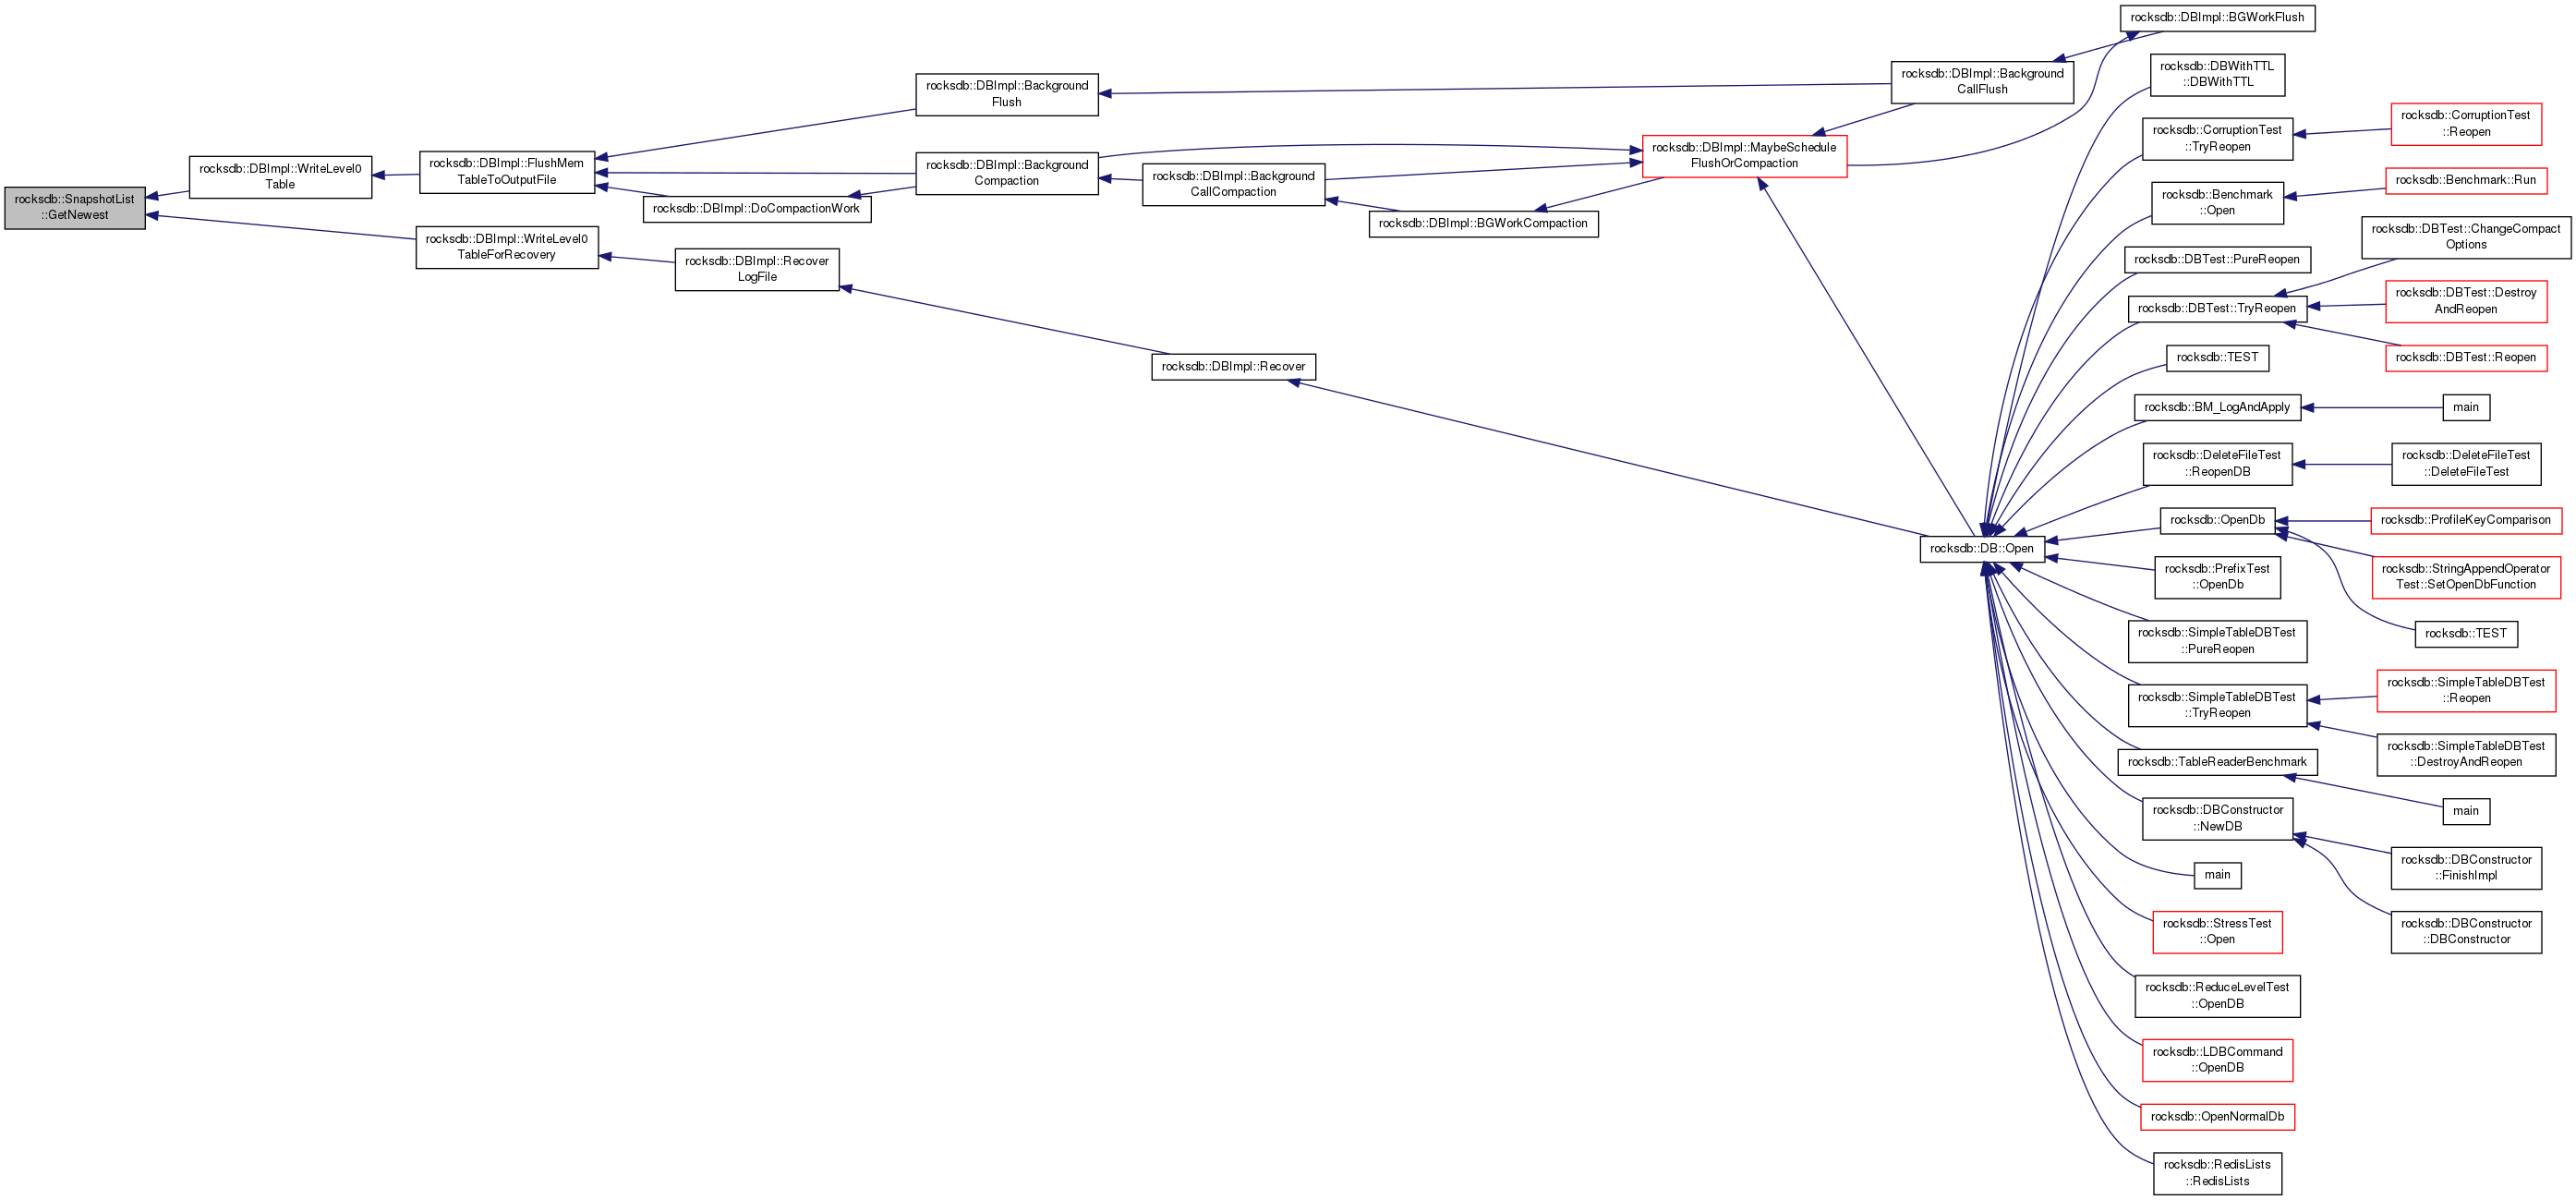 rocksdb::SnapshotList
::GetNewest
rocksdb::DBImpl::WriteLevel0
Table
rocksdb::DBImpl::WriteLevel0
TableForRecovery
rocksdb::DBImpl::FlushMem
TableToOutputFile
rocksdb::DBImpl::DoCompactionWork
rocksdb::DBImpl::Recover
LogFile
rocksdb::DBImpl::Background
Flush
rocksdb::DBImpl::Background
Compaction
rocksdb::DBImpl::Background
CallCompaction
rocksdb::DBImpl::BGWorkCompaction
rocksdb::DBImpl::Recover
rocksdb::DBImpl::MaybeSchedule
FlushOrCompaction
rocksdb::DBImpl::Background
CallFlush
rocksdb::DB::Open
rocksdb::DBImpl::BGWorkFlush
rocksdb::DBWithTTL
::DBWithTTL
rocksdb::CorruptionTest
::TryReopen
rocksdb::CorruptionTest
::Reopen
rocksdb::Benchmark
::Open
rocksdb::Benchmark::Run
rocksdb::DBTest::PureReopen
rocksdb::DBTest::ChangeCompact
Options
rocksdb::DBTest::TryReopen
rocksdb::DBTest::Destroy
AndReopen
rocksdb::DBTest::Reopen
rocksdb::TEST
rocksdb::BM_LogAndApply
main
rocksdb::DeleteFileTest
::ReopenDB
rocksdb::DeleteFileTest
::DeleteFileTest
rocksdb::OpenDb
rocksdb::ProfileKeyComparison
rocksdb::StringAppendOperator
Test::SetOpenDbFunction
rocksdb::TEST
rocksdb::PrefixTest
::OpenDb
rocksdb::SimpleTableDBTest
::PureReopen
rocksdb::SimpleTableDBTest
::TryReopen
rocksdb::SimpleTableDBTest
::Reopen
rocksdb::SimpleTableDBTest
::DestroyAndReopen
rocksdb::TableReaderBenchmark
main
rocksdb::DBConstructor
::NewDB
rocksdb::DBConstructor
::FinishImpl
rocksdb::DBConstructor
::DBConstructor
main
rocksdb::StressTest
::Open
rocksdb::ReduceLevelTest
::OpenDB
rocksdb::LDBCommand
::OpenDB
rocksdb::OpenNormalDb
rocksdb::RedisLists
::RedisLists